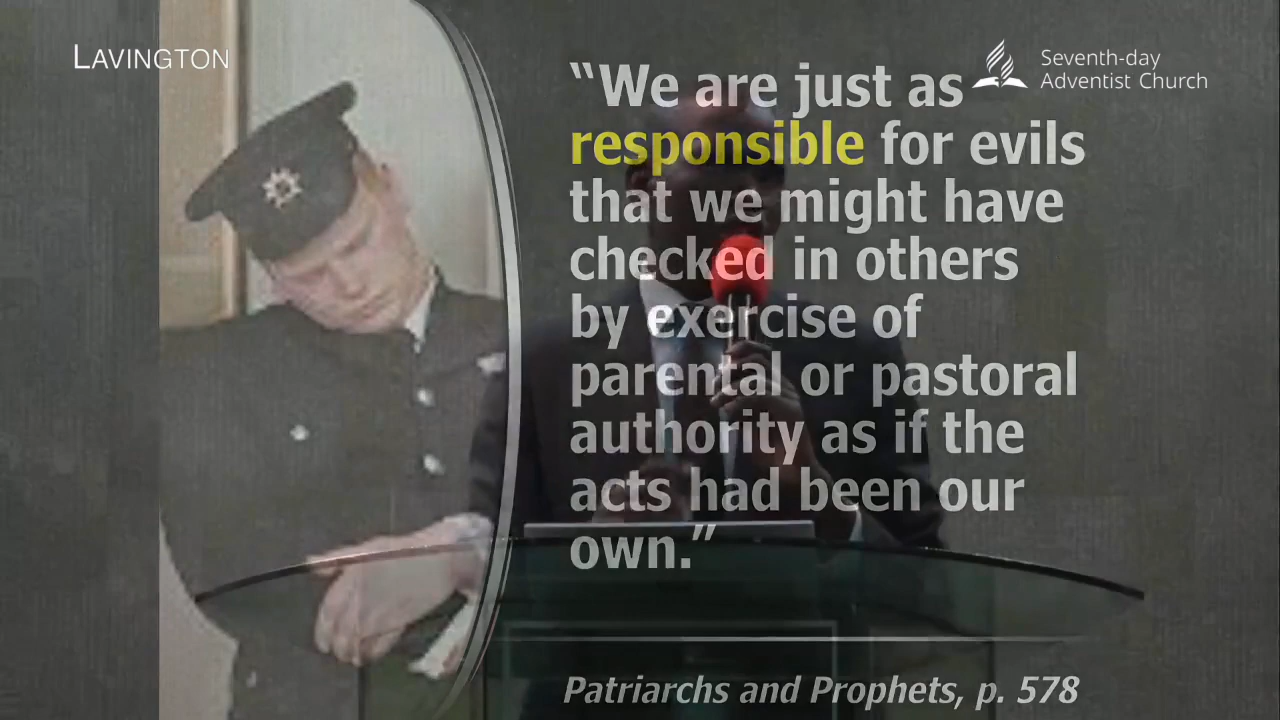 LAVINGTON
Seventh-day
Adventist Church
“We are just as
responsible for evils
that we might have
checked in others
by exercise of
parental or pastoral
authority as if the
acts had been our
own.”
Patriarchs and Prophets, p. 578